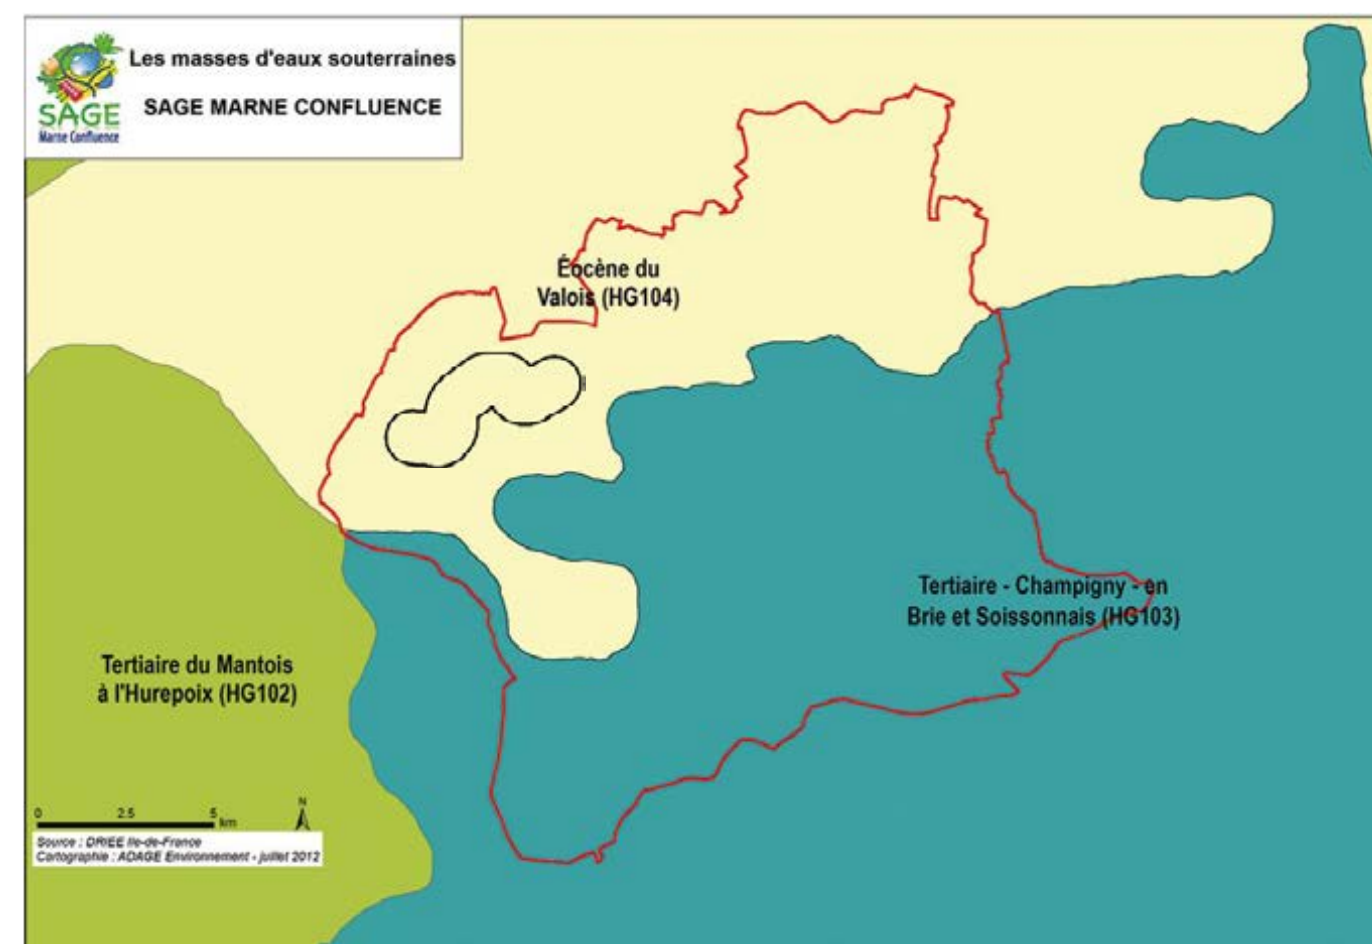 Les masses d'eaux souterraines
SAGE MARNE CONFLUENCE
SAGE
Marne Confluence
Éocène du
Valois (HG104)
Tertiaire - Champigny - en
Brie et Soissonnais (HG103)
Tertiaire du Mantois
à l'Hurepoix (HG102)
0 2.5 5 km
N
Source : DRIEE Ile-de-France
Cartographie : ADAGE Environnement - juillet 2012